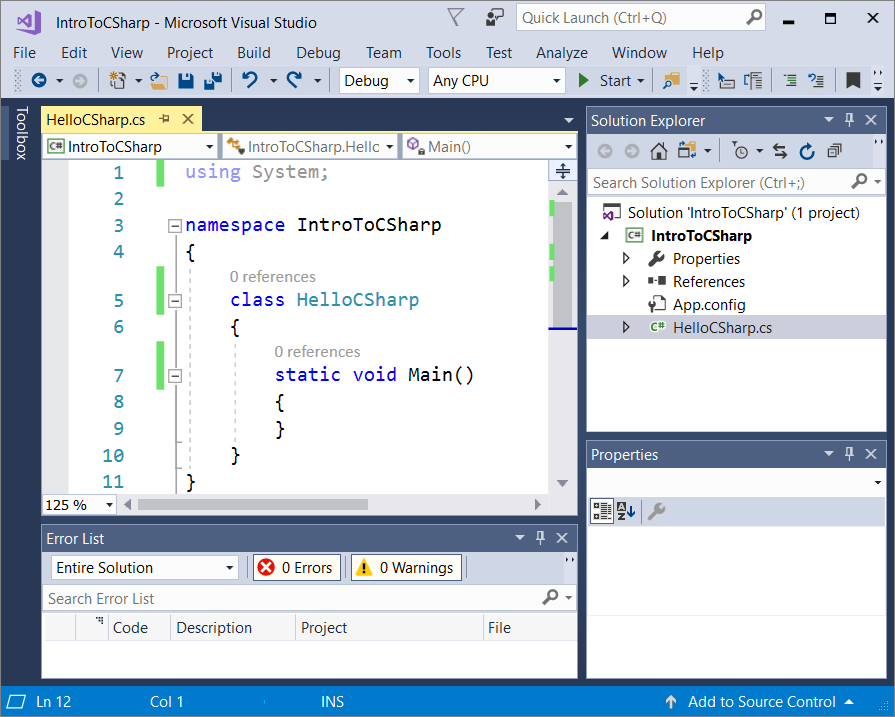 IntroToCSharp - Microsoft Visual Studio
Quick Launch (Ctrl+Q)
File Edit View Project Build Debug Team Tools Test Analyze Window Help
Debug Any CPU Start
Toolbox
HelloCSharp.cs
C# IntroToCSharp IntroToCSharp.Hello Main()
1 using System;
2
3 namespace IntroToCSharp
4 {
0 references
5 class HelloCSharp
6 {
0 references
7 static void Main()
8 {
9 }
10 }
11 }
125 %
Solution Explorer
Search Solution Explorer (Ctrl+;)
Solution 'IntroToCSharp' (1 project)
C# IntroToCSharp
Properties
References
App.config
C# HelloCSharp.cs
Properties
Error List
Entire Solution 0 Errors 0 Warnings
Search Error List
Code Description Project File
Ln 12 Col 1 INS Add to Source Control